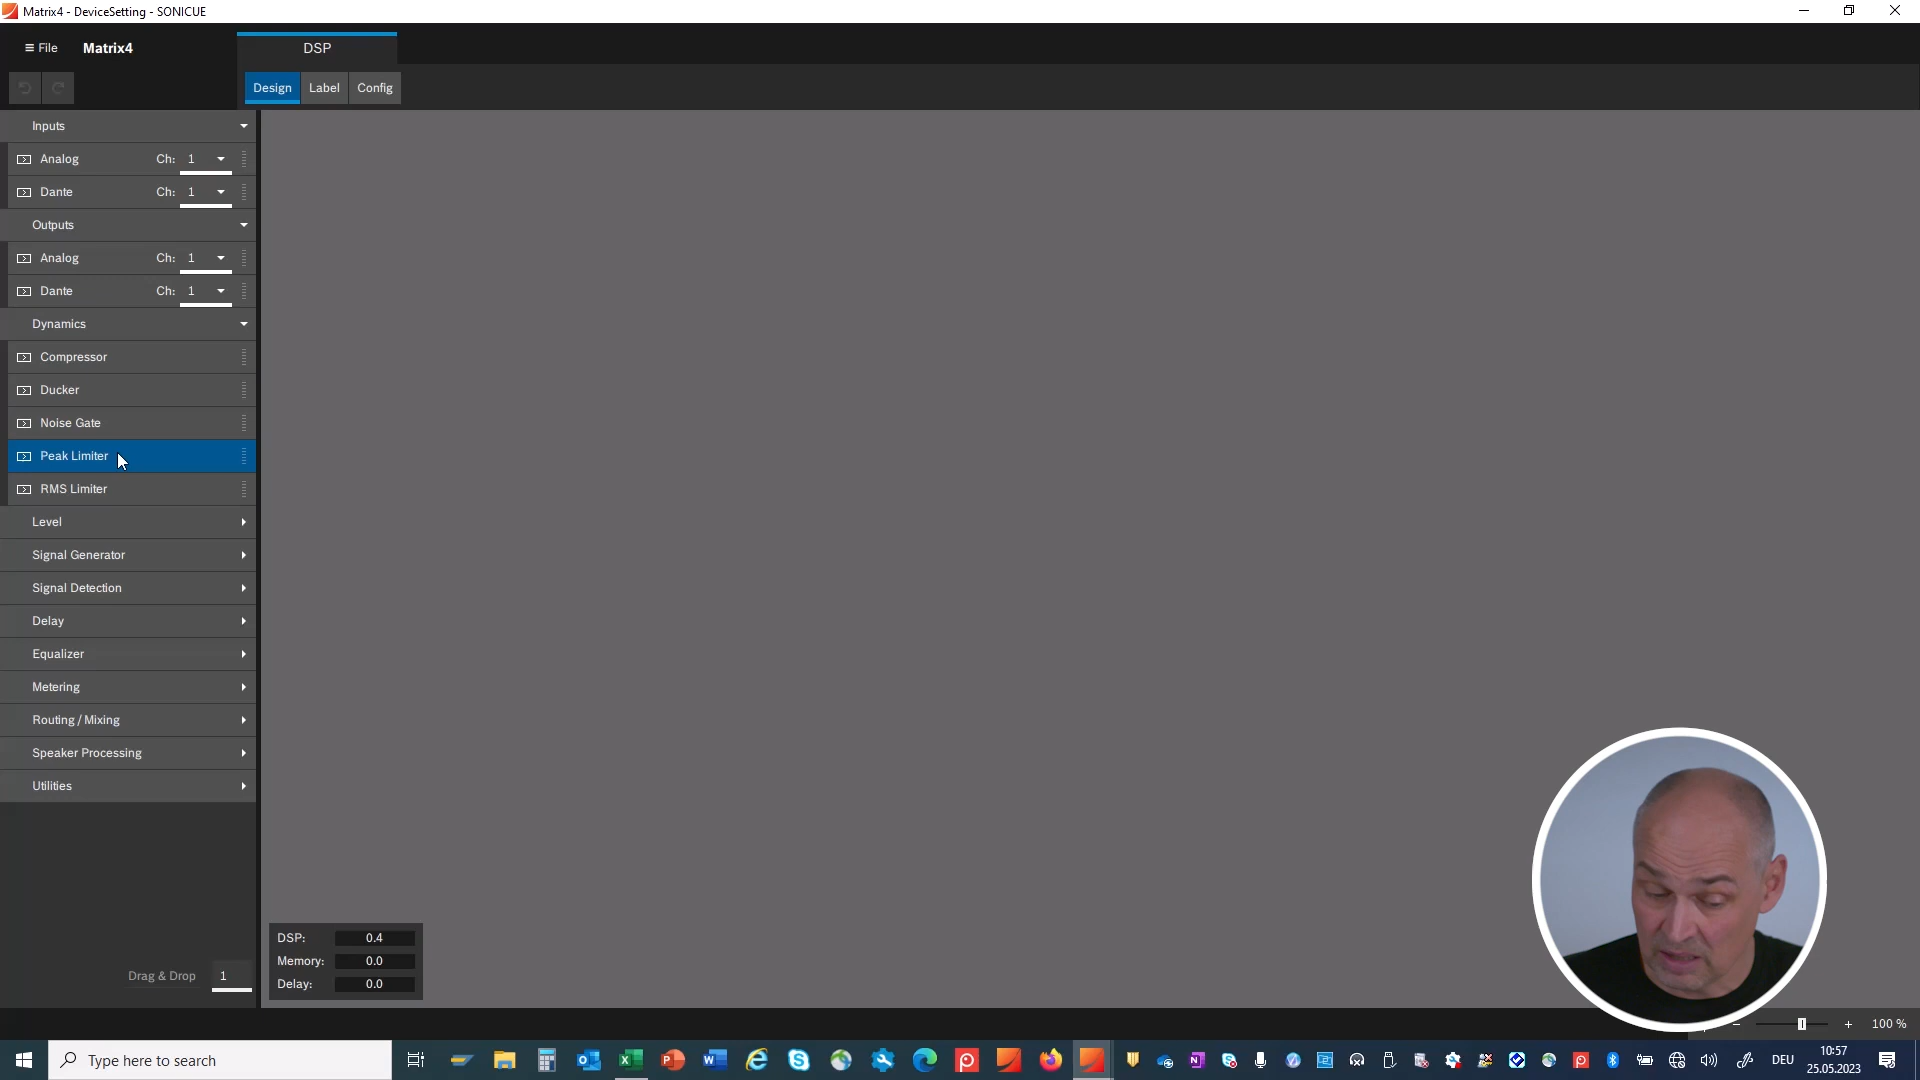 Matrix4 - DeviceSetting - SONICUE
File
Matrix4
DSP
Design
Label
Config
Inputs
Analog Ch: 1
Dante Ch: 1
Outputs
Analog Ch: 1
Dante Ch: 1
Dynamics
Compressor
Ducker
Noise Gate
Peak Limiter
RMS Limiter
Level
Signal Generator
Signal Detection
Delay
Equalizer
Metering
Routing / Mixing
Speaker Processing
Utilities
Drag & Drop 1
DSP: 0.4
Memory: 0.0
Delay: 0.0
100 %
Type here to search
DEU
10:57
25.05.2023